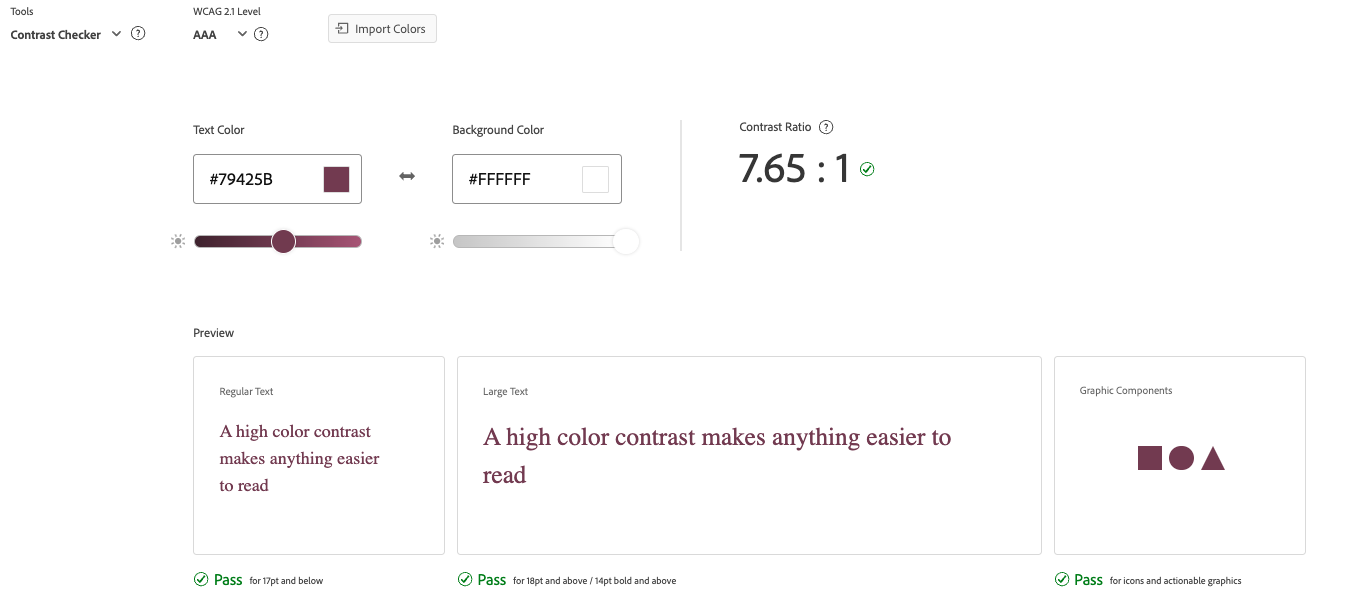 Tools
WCAG 2.1 Level
Contrast Checker
?
AAA
?
Import Colors
Text Color
Background Color
Contrast Ratio ?
#79425B
#FFFFFF
7.65 : 1
Preview
Regular Text
A high color contrast
makes anything easier
to read
Large Text
A high color contrast makes anything easier to
read
Graphic Components
Pass for 17pt and below
Pass for 18pt and above / 14pt bold and above
Pass for icons and actionable graphics